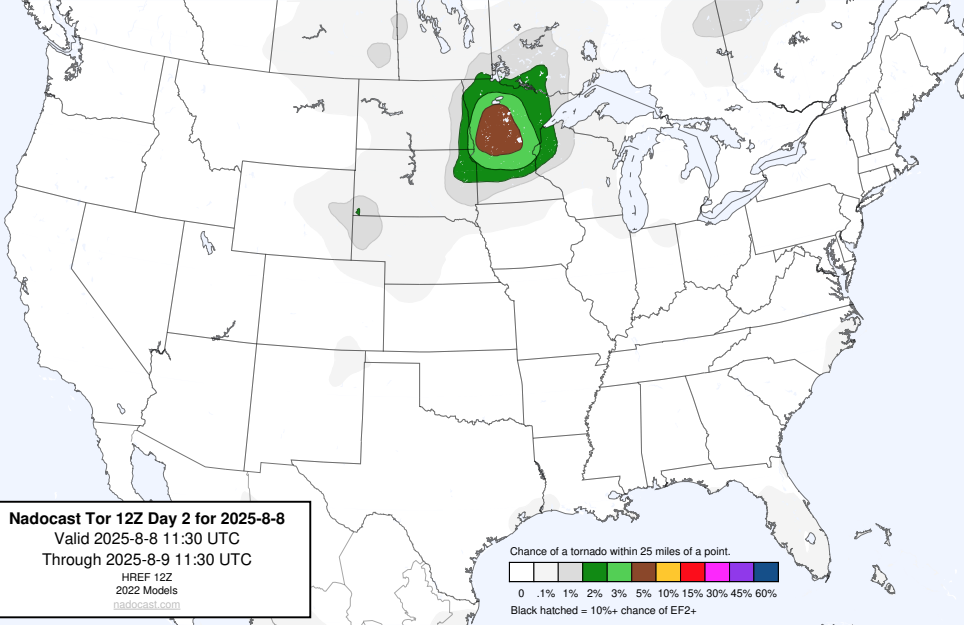 Nadocast Tor 12Z Day 2 for 2025-8-8
Valid 2025-8-8 11:30 UTC
Through 2025-8-9 11:30 UTC
HREF 12Z
2022 Models
nadocast.com
Chance of a tornado within 25 miles of a point.
0 .1% 1% 2% 3% 5% 10% 15% 30% 45% 60%
Black hatched = 10%+ chance of EF2+